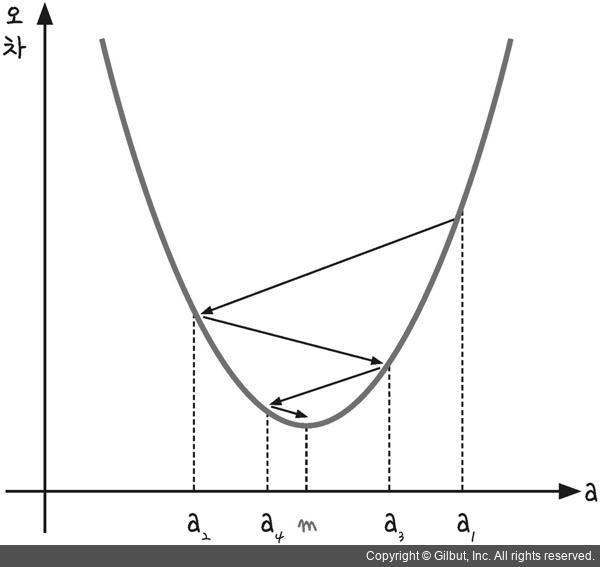 오
차
a
a₂ a₄ m a₃ a₁
Copyright © Gilbut, Inc. All rights reserved.